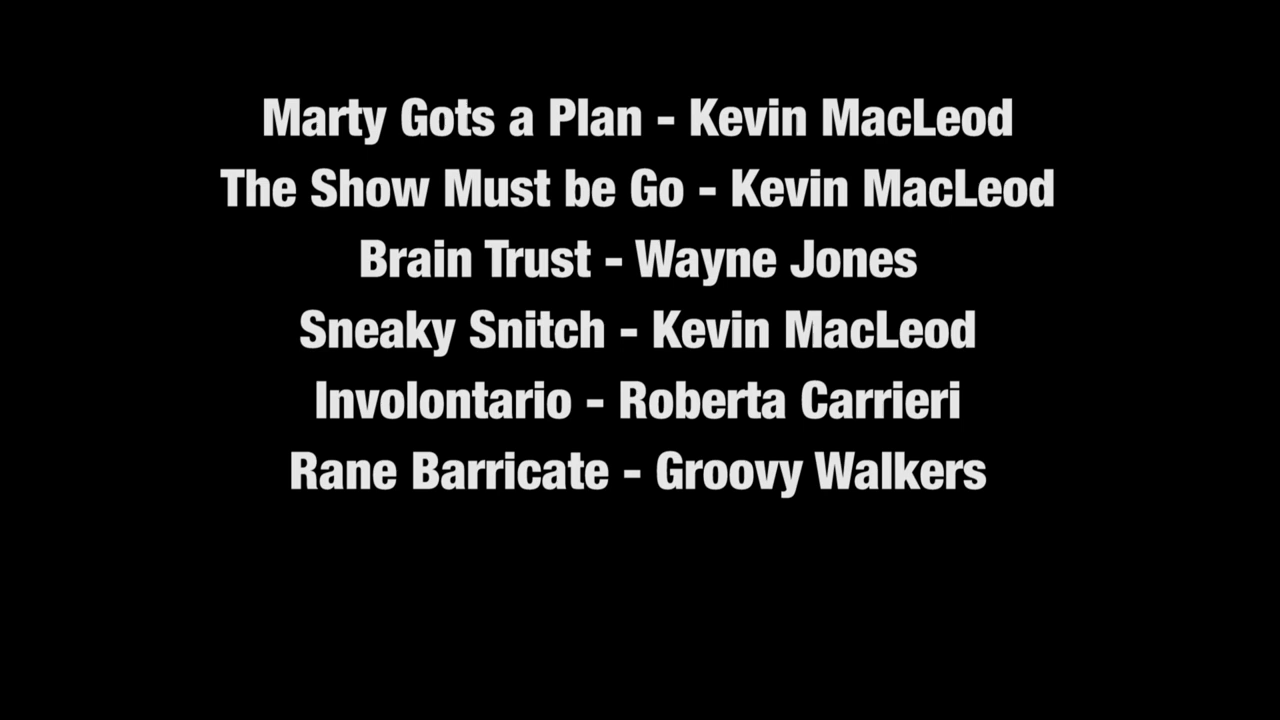 Marty Gots a Plan - Kevin MacLeod
The Show Must be Go - Kevin MacLeod
Brain Trust - Wayne Jones
Sneaky Snitch - Kevin MacLeod
Involontario - Roberta Carrieri
Rane Barricate - Groovy Walkers